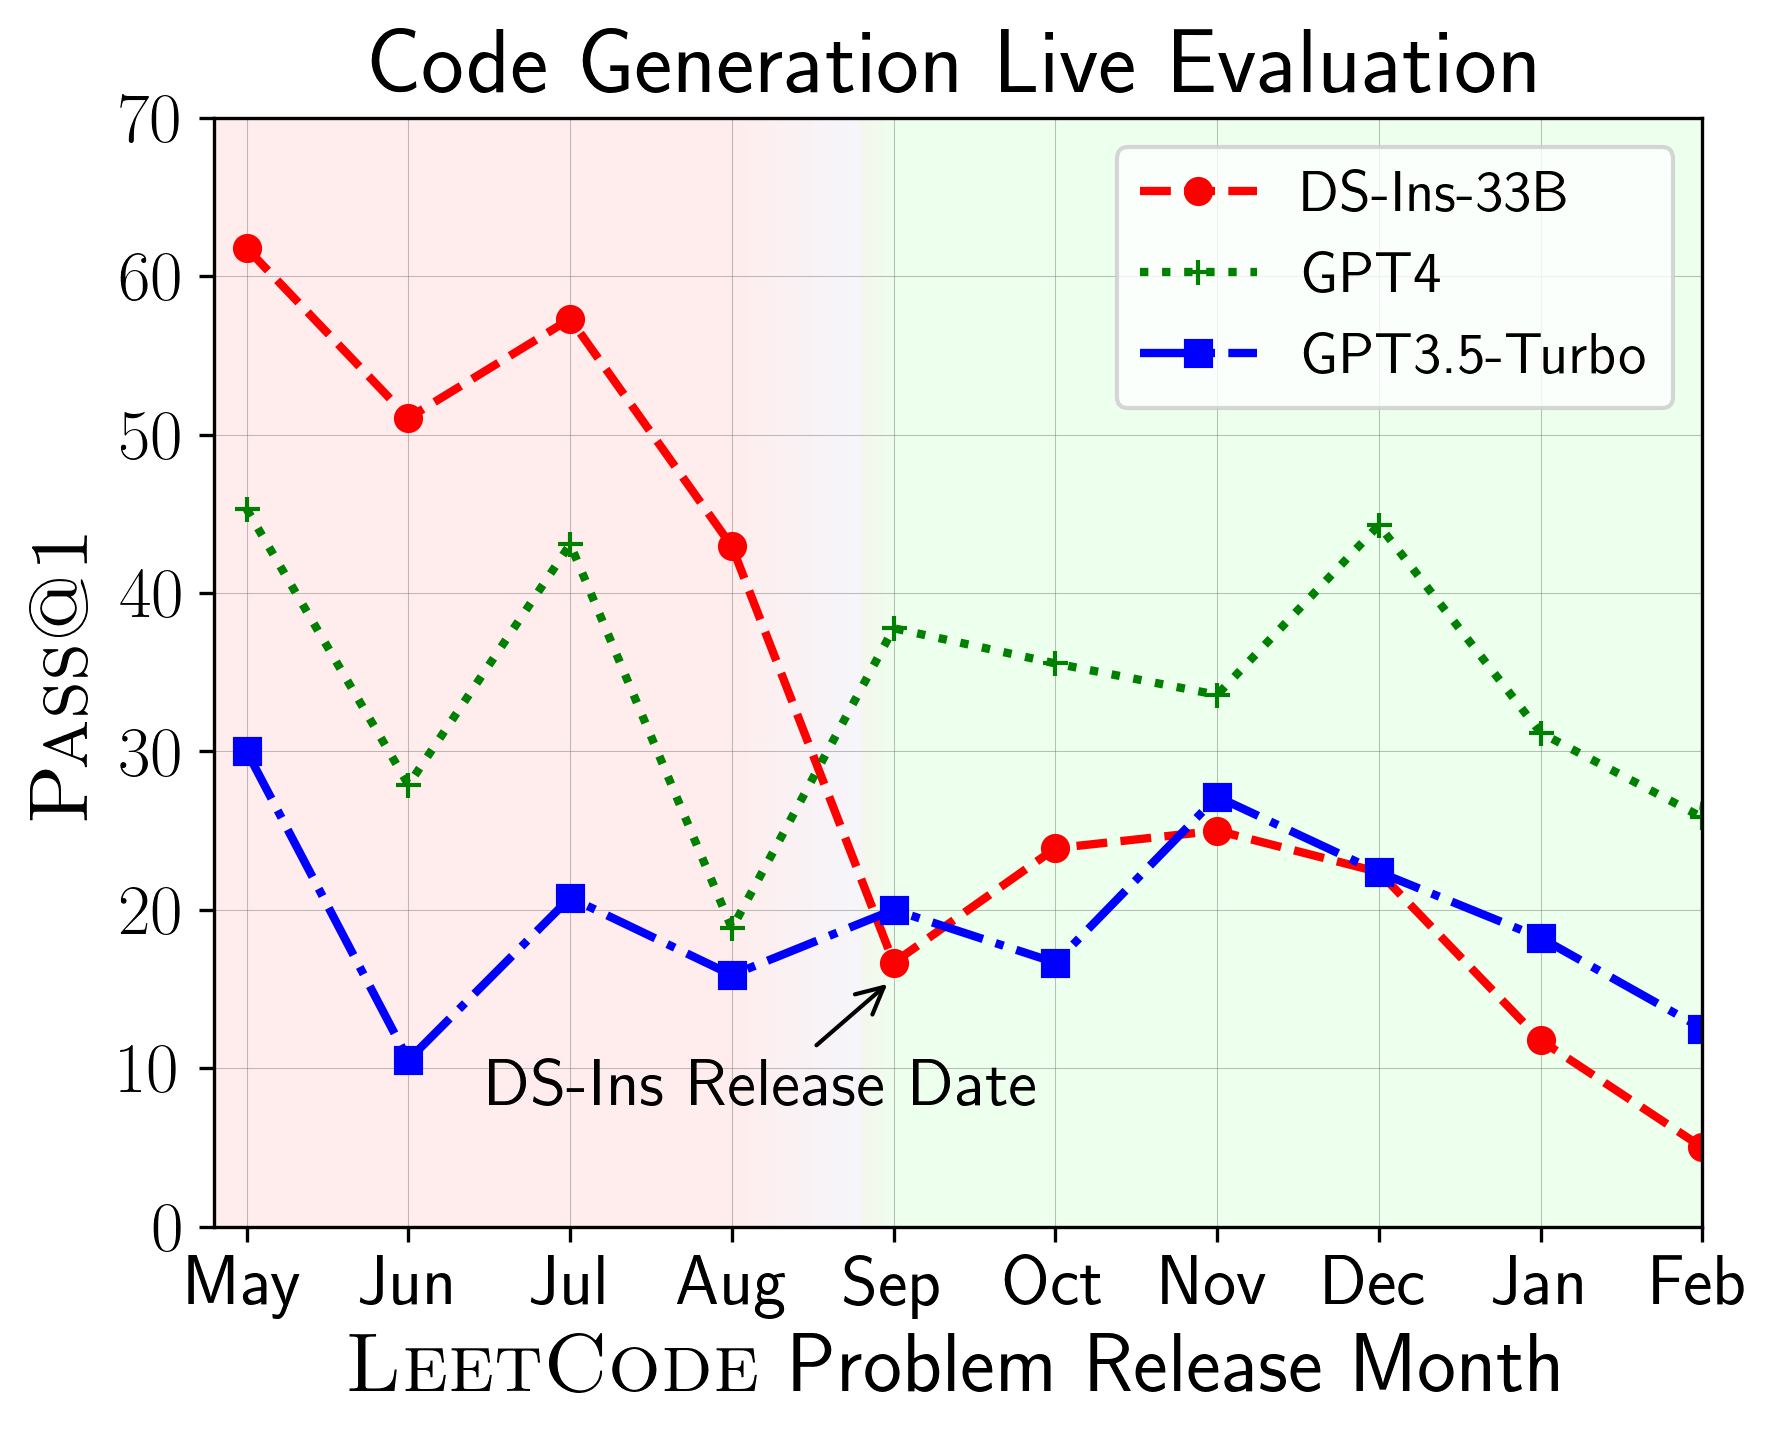 Code Generation Live Evaluation
70
60
50
40
30
20
10
0
PASS@1
DS-Ins-33B
GPT4
GPT3.5-Turbo
DS-Ins Release Date
May Jun Jul Aug Sep Oct Nov Dec Jan Feb
LEETCODE Problem Release Month